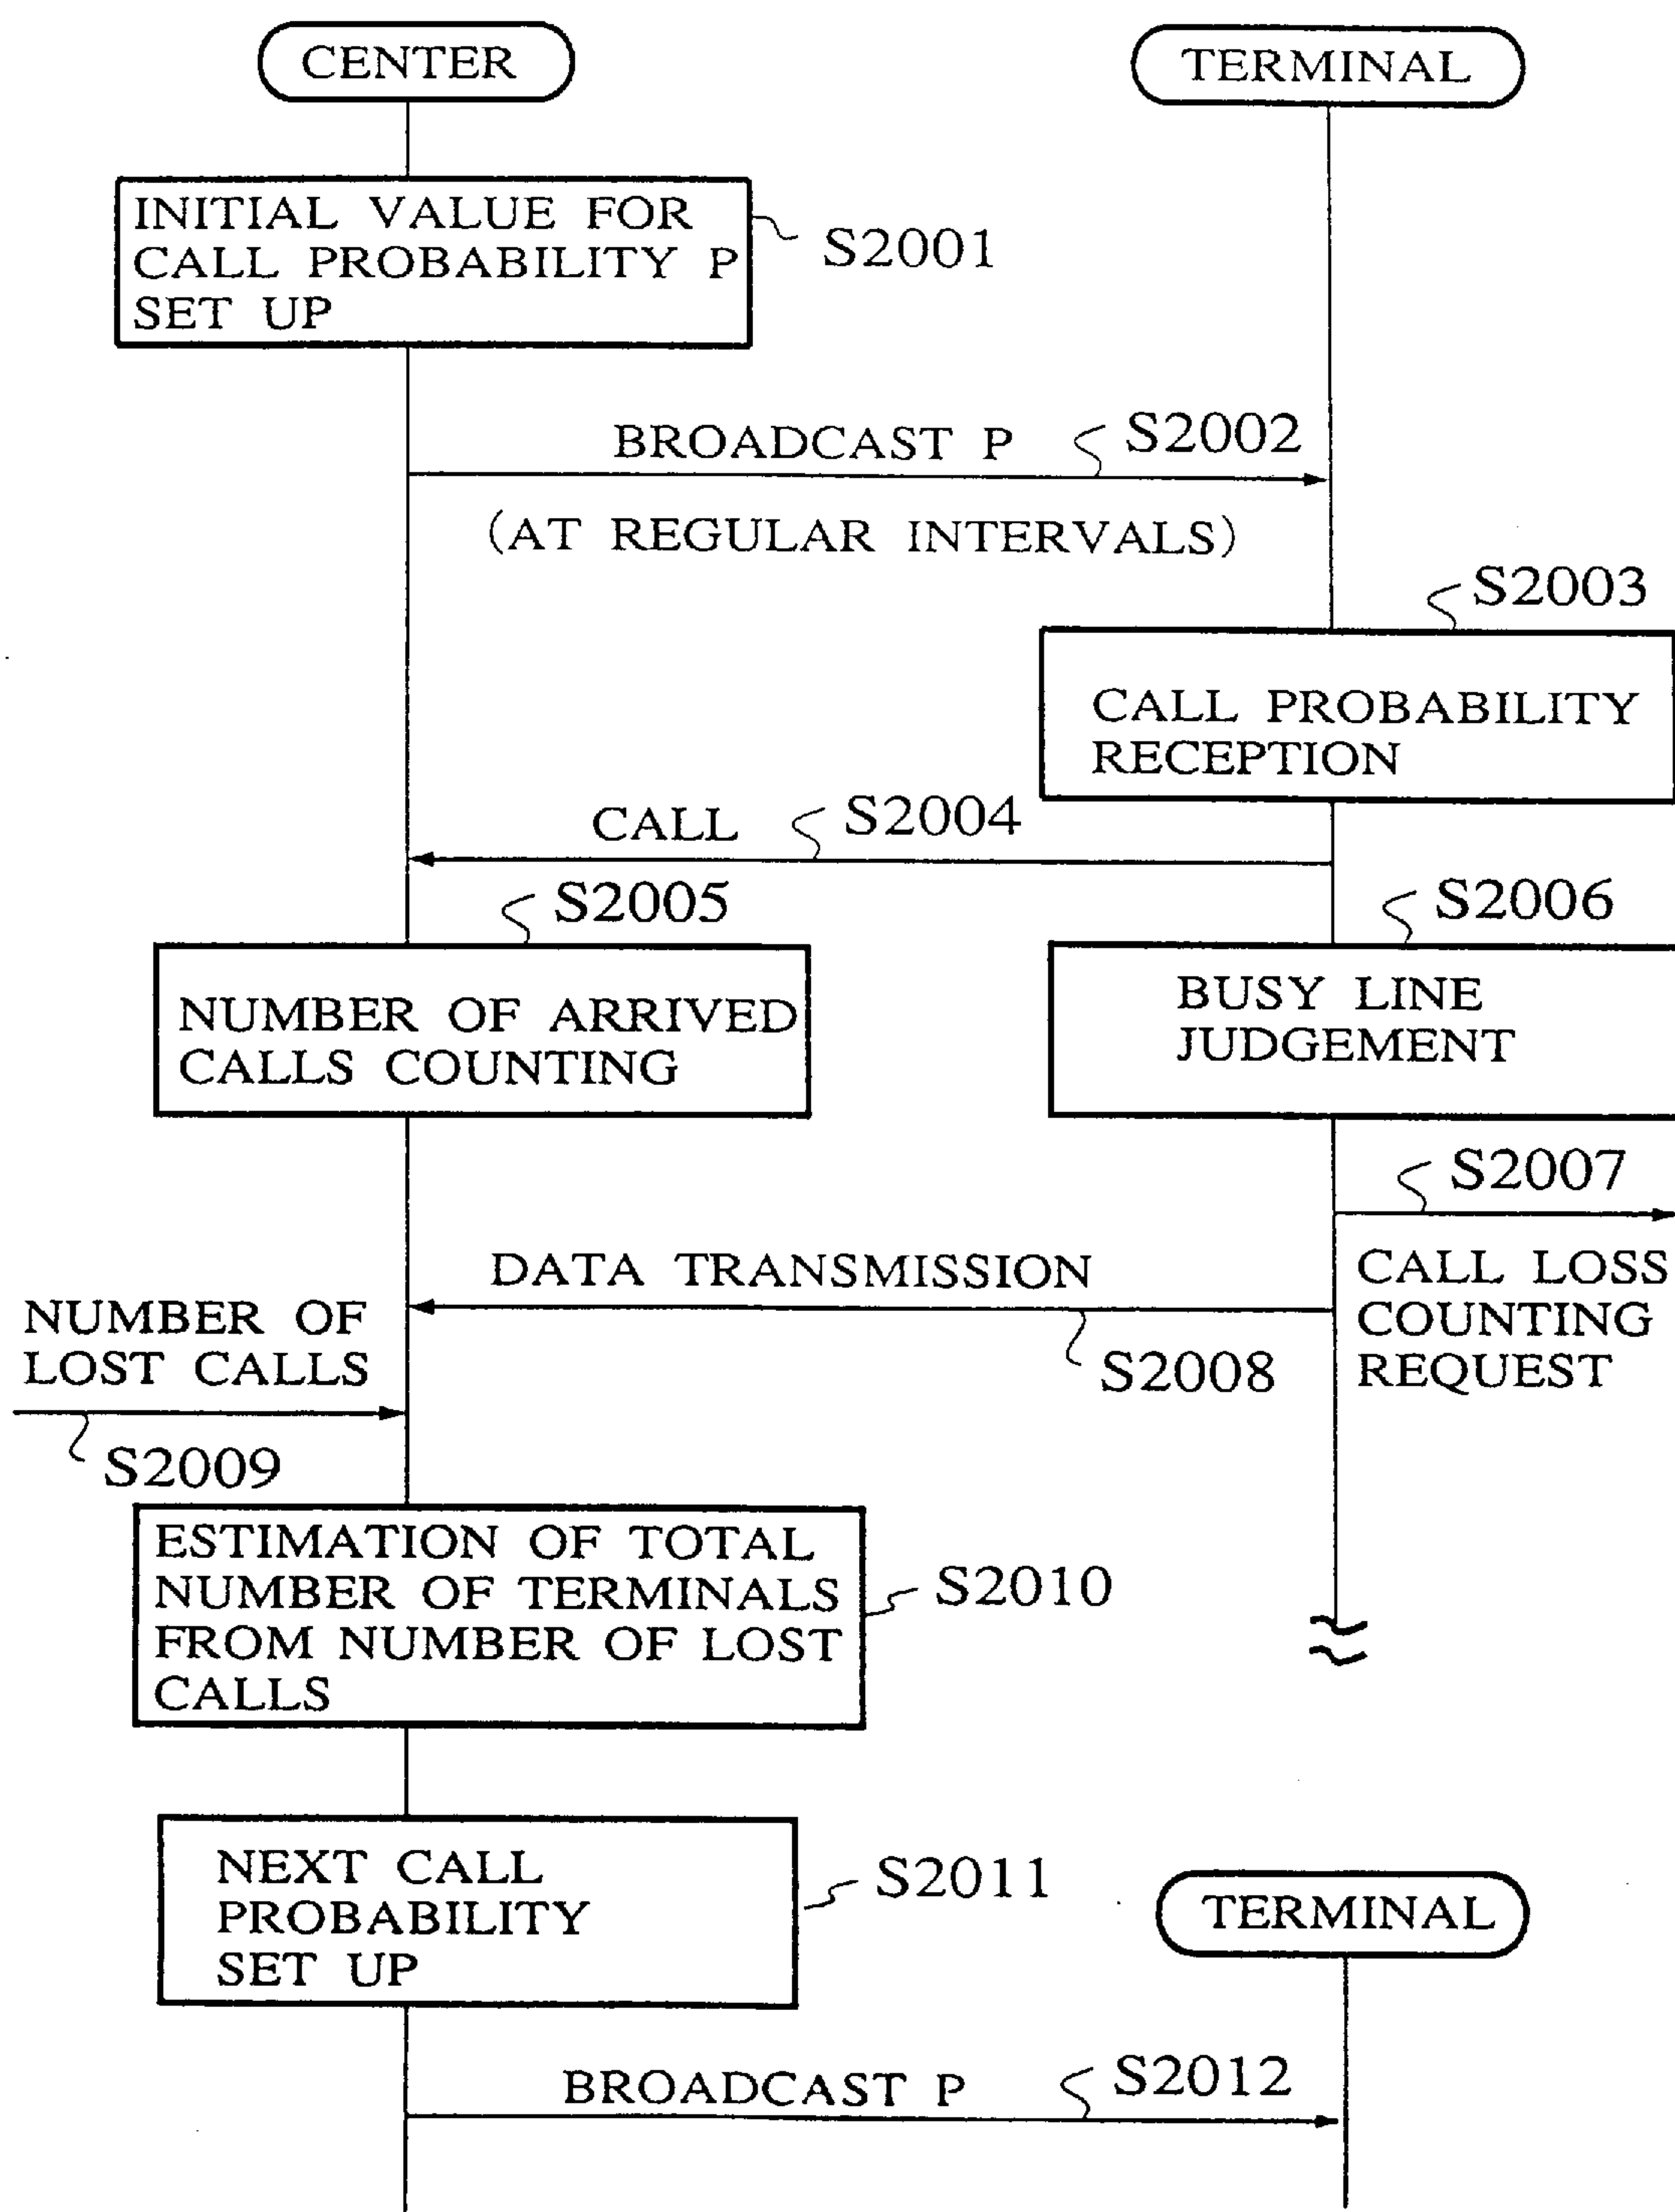 CENTER
TERMINAL
INITIAL VALUE FOR
CALL PROBABILITY P
SET UP
S2001
BROADCAST P
S2002
(AT REGULAR INTERVALS)
S2003
CALL PROBABILITY
RECEPTION
CALL
S2004
S2005
S2006
NUMBER OF ARRIVED
CALLS COUNTING
BUSY LINE
JUDGEMENT
S2007
DATA TRANSMISSION
CALL LOSS
COUNTING
REQUEST
NUMBER OF
LOST CALLS
S2008
S2009
ESTIMATION OF TOTAL
NUMBER OF TERMINALS
FROM NUMBER OF LOST
CALLS
S2010
NEXT CALL
PROBABILITY
SET UP
S2011
TERMINAL
BROADCAST P
S2012